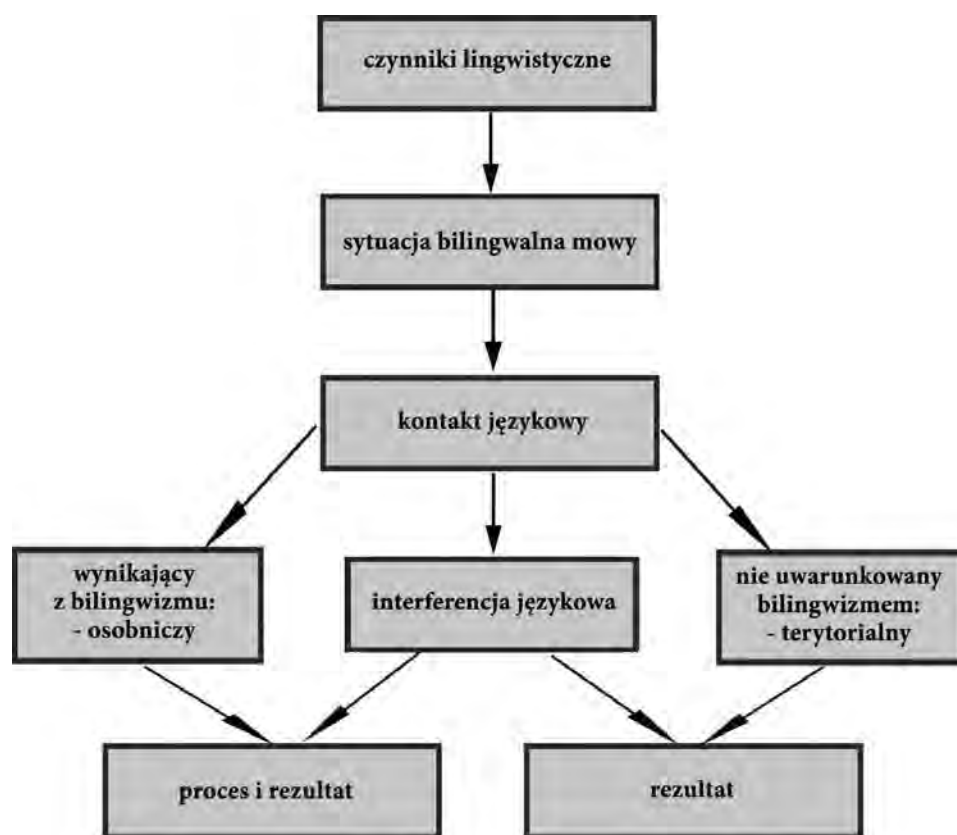 czynniki lingwistyczne
sytuacja bilingwalna mowy
kontakt językowy
wynikający
z bilingwizmu:
- osobniczy
interferencja językowa
nie uwarunkowany
bilingwizmem:
- terytorialny
proces i rezultat
rezultat